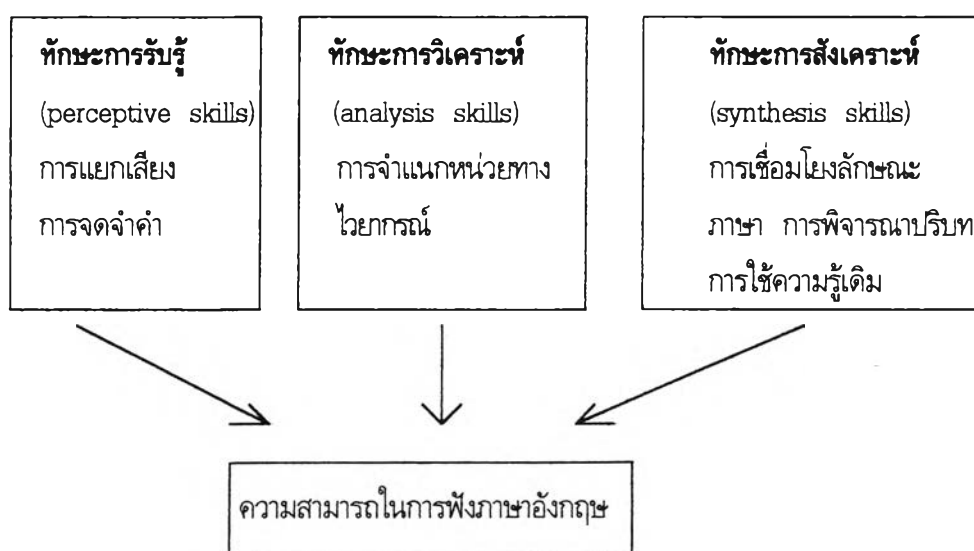 ทักษะการรับรู้
(perceptive skills)
การแยกเสียง
การจดจำคำ
ทักษะการวิเคราะห์
(analysis skills)
การจำแนกหน่วยทาง
ไวยากรณ์
ทักษะการสังเคราะห์
(synthesis skills)
การเชื่อมโยงลักษณะ
ภาษา การพิจารณาปริบท
การใช้ความรู้เดิม
ความสามารถในการฟังภาษาอังกฤษ